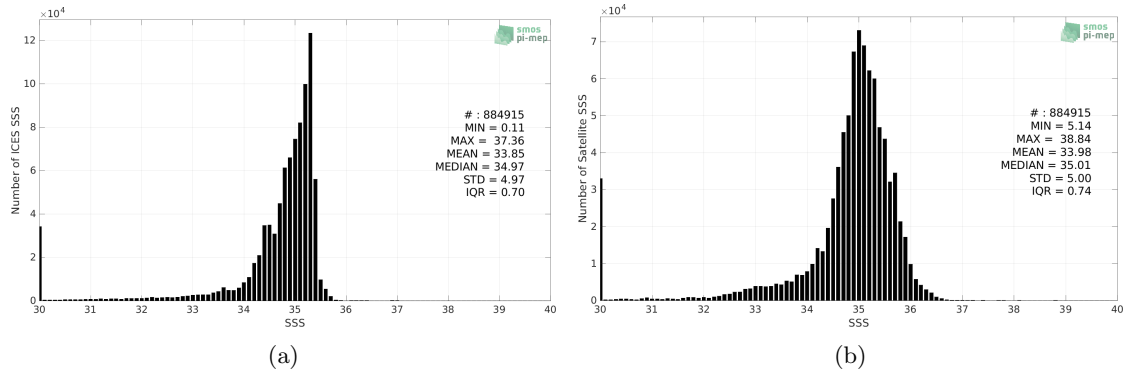 ×10⁴
smos
pi-mep
12
10
8
6
4
2
0
Number of ICES SSS
# : 884915
MIN = 0.11
MAX = 37.36
MEAN = 33.85
MEDIAN = 34.97
STD = 4.97
IQR = 0.70
30 31 32 33 34 35 36 37 38 39 40
SSS
(a)
×10⁴
smos
pi-mep
7
6
5
4
3
2
1
0
Number of Satellite SSS
# : 884915
MIN = 5.14
MAX = 38.84
MEAN = 33.98
MEDIAN = 35.01
STD = 5.00
IQR = 0.74
30 31 32 33 34 35 36 37 38 39 40
SSS
(b)